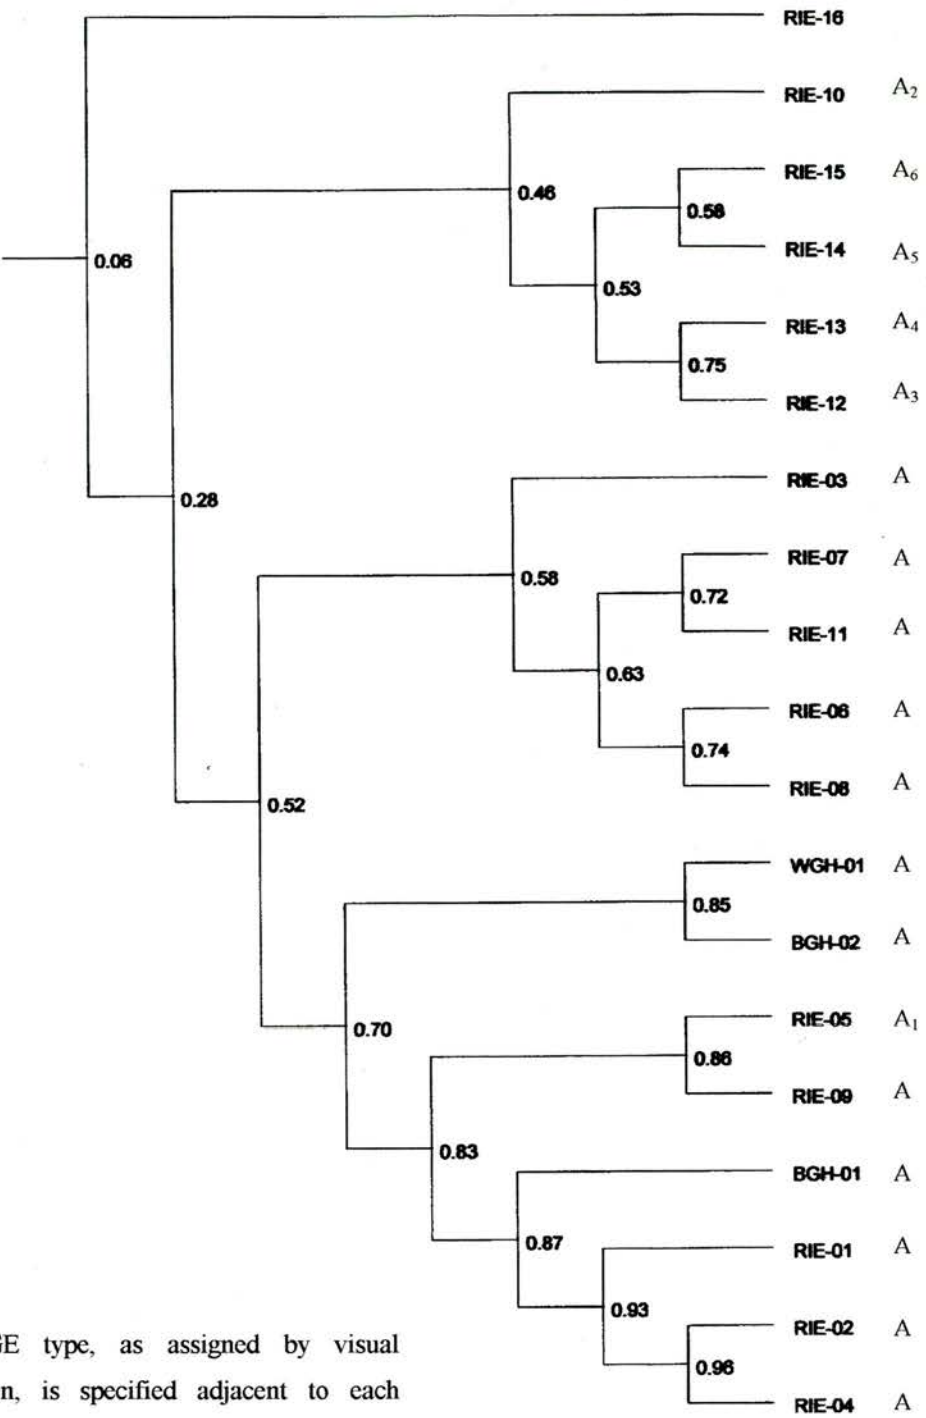 RIE-16
RIE-10 A2
RIE-15 A6
0.46
0.58
RIE-14 A5
0.06
0.53
RIE-13 A4
0.75
RIE-12 A3
RIE-03 A
0.28
RIE-07 A
0.58
0.72
RIE-11 A
0.63
RIE-06 A
0.74
RIE-08 A
0.52
WGH-01 A
0.85
BGH-02 A
RIE-05 A1
0.70
0.86
RIE-09 A
0.83
BGH-01 A
0.87
RIE-01 A
0.93
RIE-02 A
GE type, as assigned by visual
0.96
n, is specified adjacent to each
RIE-04 A